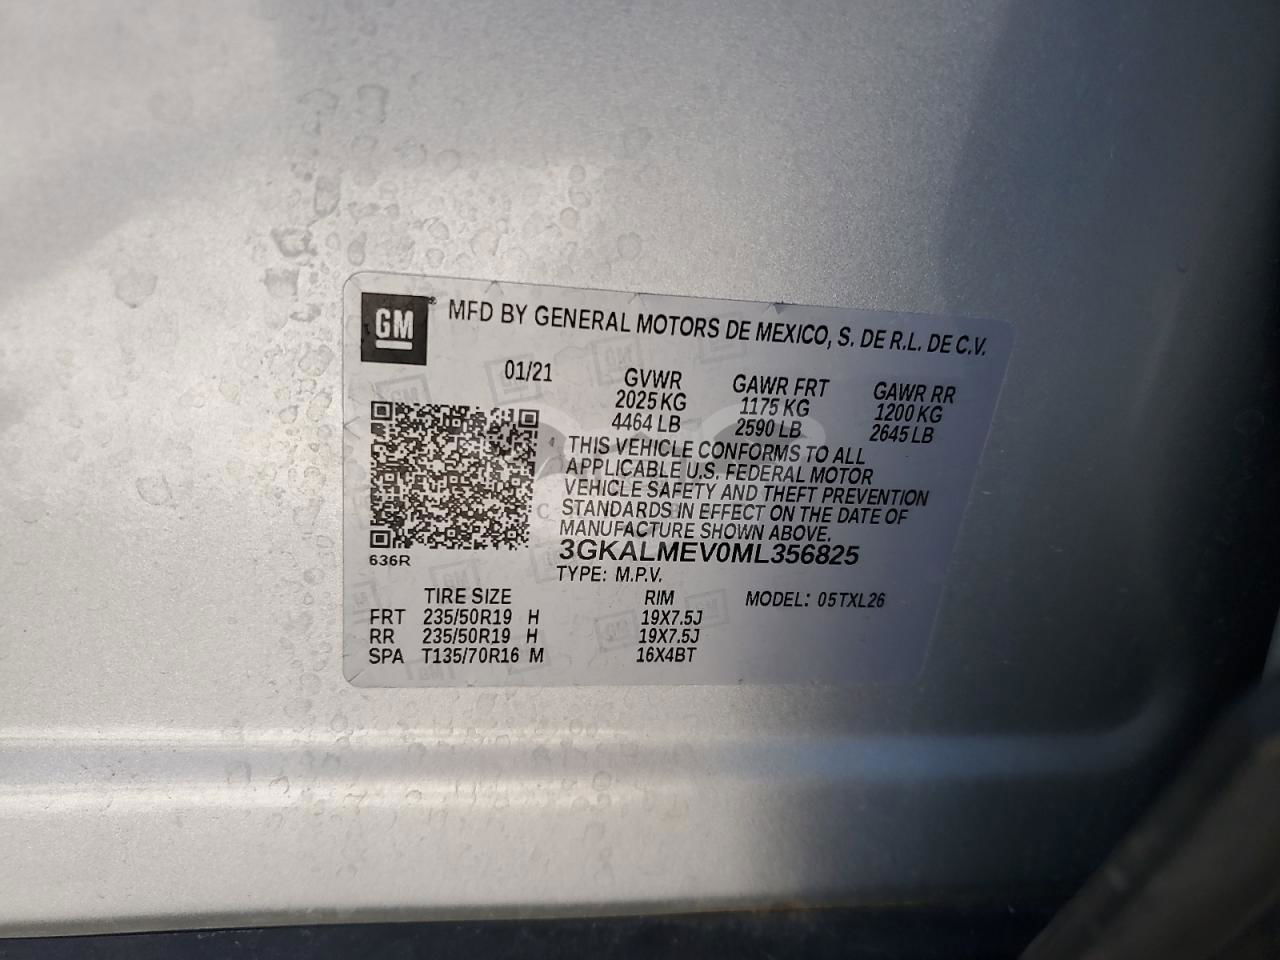 GM
MFD BY GENERAL MOTORS DE MEXICO, S. DE R.L. DE C.V.
01/21 GVWR GAWR FRT GAWR RR
2025 KG 1175 KG 1200 KG
4464 LB 2590 LB 2645 LB
THIS VEHICLE CONFORMS TO ALL
APPLICABLE U.S. FEDERAL MOTOR
VEHICLE SAFETY AND THEFT PREVENTION
STANDARDS IN EFFECT ON THE DATE OF
MANUFACTURE SHOWN ABOVE.
3GKALMEV0ML356825
636R
TYPE: M.P.V.
TIRE SIZE RIM MODEL: 05TXL26
FRT 235/50R19 H 19X7.5J
RR 235/50R19 H 19X7.5J
SPA T135/70R16 M 16X4BT